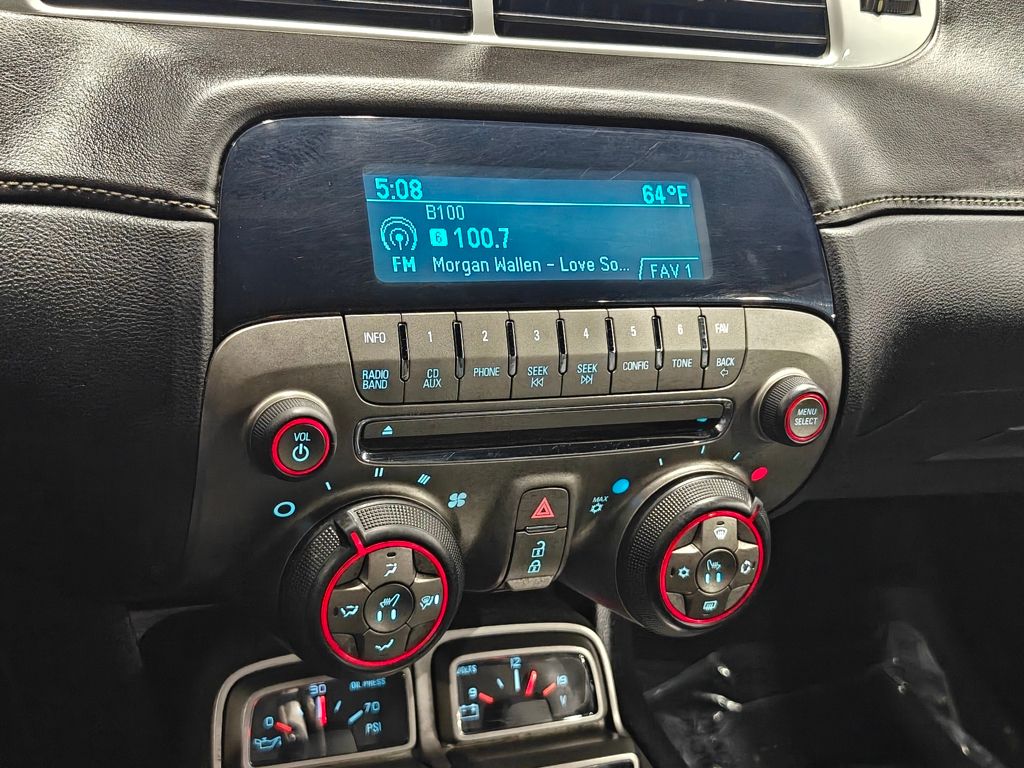 5:08 64°F
B100
6 100.7
FM Morgan Wallen - Love So... FAV 1
INFO 1 2 3 4 5 6 FAV
RADIO BAND CD AUX PHONE SEEK SEEK CONFIG TONE BACK
VOL
MENU SELECT
MAX
OIL PRESS
0 30 70
PSI
VOLTS
9 12 19
V